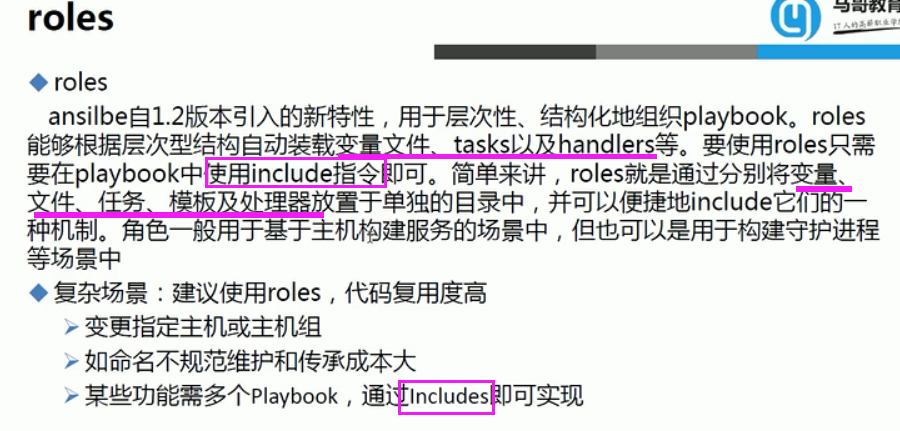 roles
马哥教育
IT人的高薪职业学院
roles
ansilbe自1.2版本引入的新特性，用于层次性、结构化地组织playbook。roles
能够根据层次型结构自动装载变量文件、tasks以及handlers等。要使用roles只需
要在playbook中使用include指令即可。简单来讲，roles就是通过分别将变量、
文件、任务、模板及处理器放置于单独的目录中，并可以便捷地include它们的一
种机制。角色一般用于基于主机构建服务的场景中，但也可以是用于构建守护进程
等场景中
复杂场景：建议使用roles，代码复用度高
变更指定主机或主机组
如命名不规范维护和传承成本大
某些功能需多个Playbook，通过Includes即可实现